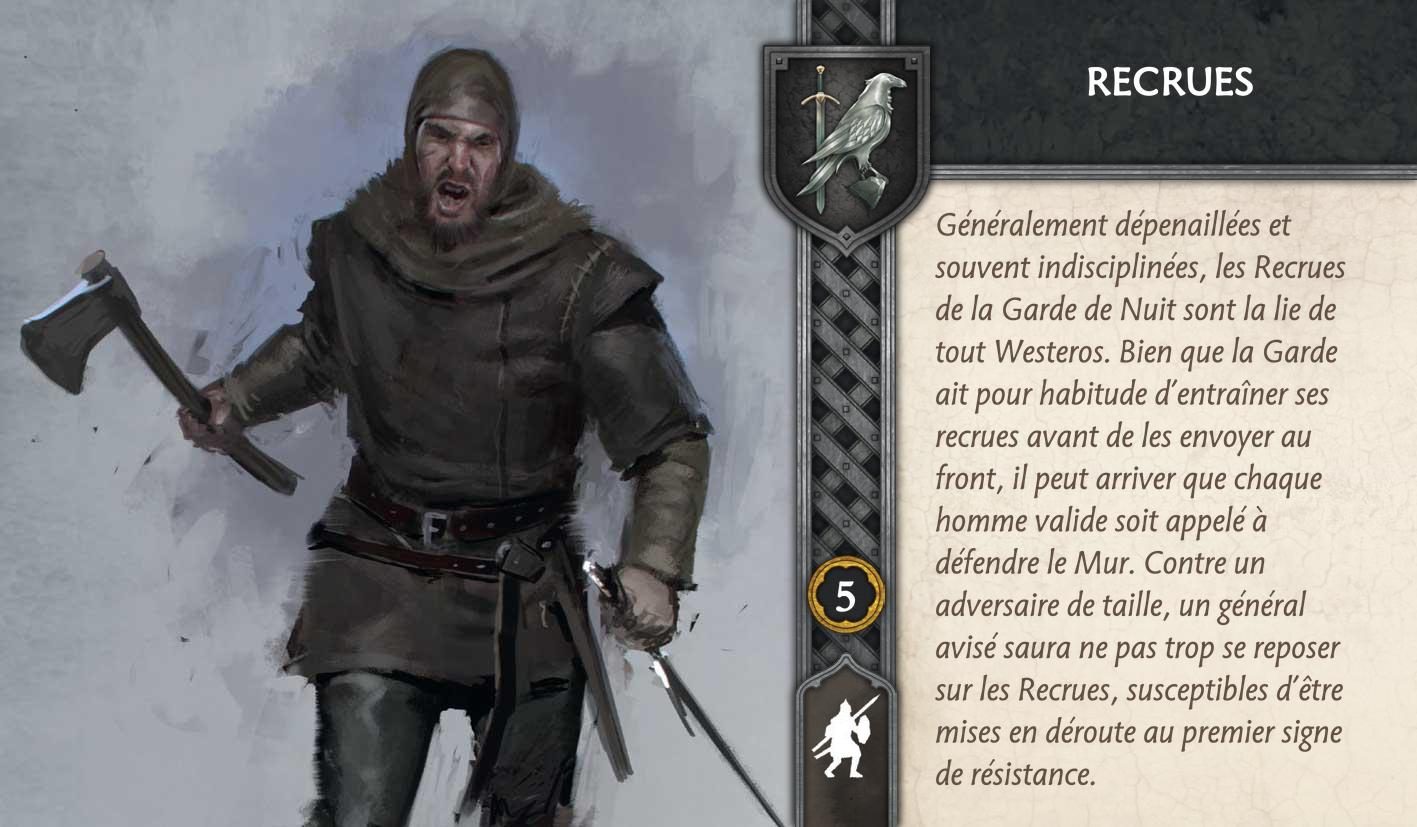 RECRUES
Généralement dépenaillées et
souvent indisciplinées, les Recrues
de la Garde de Nuit sont la lie de
tout Westeros. Bien que la Garde
ait pour habitude d'entraîner ses
recrues avant de les envoyer au
front, il peut arriver que chaque
homme valide soit appelé à
défendre le Mur. Contre un
adversaire de taille, un général
avisé saura ne pas trop se reposer
sur les Recrues, susceptibles d'être
mises en déroute au premier signe
de résistance.
5